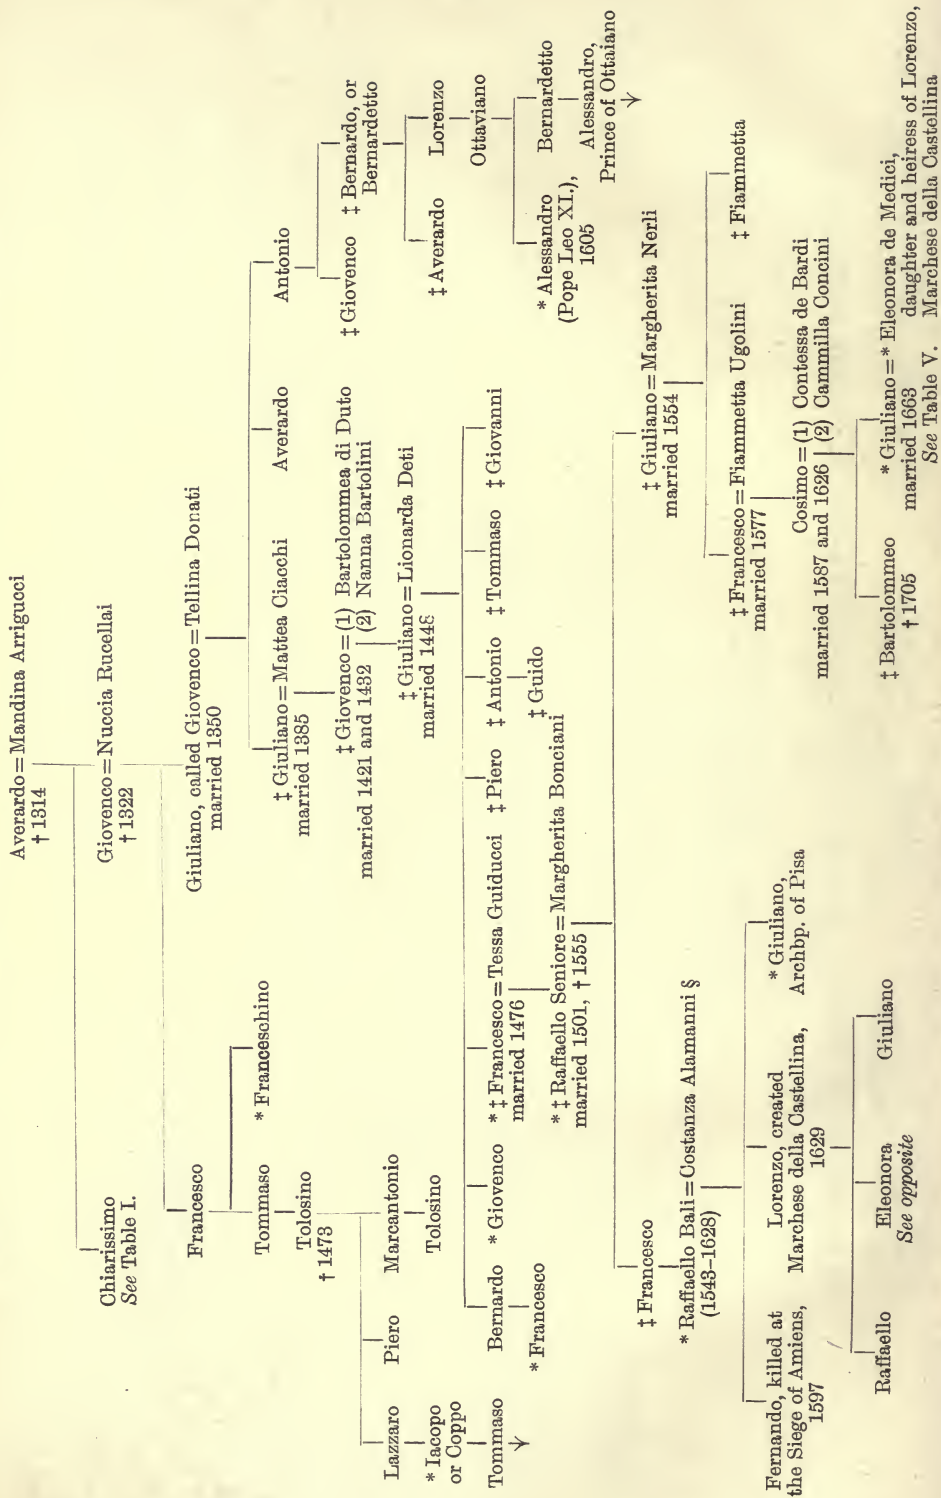 Averardo = Mandina Arrigucci
† 1314
Chiarissimo
See Table I.
Giovenco = Nuccia Rucellai
† 1322
Francesco
Giuliano, called Giovenco = Tellina Donati
married 1350
Tommaso
* Franceschino
‡ Giuliano = Mattea Ciacchi
married 1385
Averardo
Antonio
Tolosino
† 1473
‡ Giovenco = (1) Bartolommea di Duto
married 1421 and 1432 (2) Nanna Bartolini
‡ Giovenco
‡ Bernardo, or
Bernardetto
Lazzaro
Piero
Marcantonio
‡ Giuliano = Lionarda Deti
married 1446
‡ Averardo
Lorenzo
* Iacopo
or Coppo
Tolosino
Ottaviano
Tommaso
Bernardo
* Giovenco
* ‡ Francesco = Tessa Guiducci
married 1476
‡ Piero
‡ Antonio
‡ Tommaso
‡ Giovanni
* Alessandro
(Pope Leo XI.),
1605
Bernardetto
* Francesco
* ‡ Raffaello Seniore = Margherita Bonciani
married 1501, † 1555
‡ Guido
Alessandro,
Prince of Ottaiano
‡ Francesco
‡ Giuliano = Margherita Nerli
married 1554
* Raffaello Bali = Costanza Alamanni §
(1543–1628)
‡ Francesco = Fiammetta Ugolini
married 1577
‡ Fiammetta
Fernando, killed at
the Siege of Amiens,
1597
Lorenzo, created
Marchese della Castellina,
1629
* Giuliano,
Archbp. of Pisa
Cosimo = (1) Contessa de Bardi
married 1587 and 1626 (2) Cammilla Concini
Raffaello
Eleonora
See opposite
Giuliano
‡ Bartolommeo
† 1705
* Giuliano = * Eleonora de Medici,
married 1663 daughter and heiress of Lorenzo,
See Table V. Marchese della Castellina